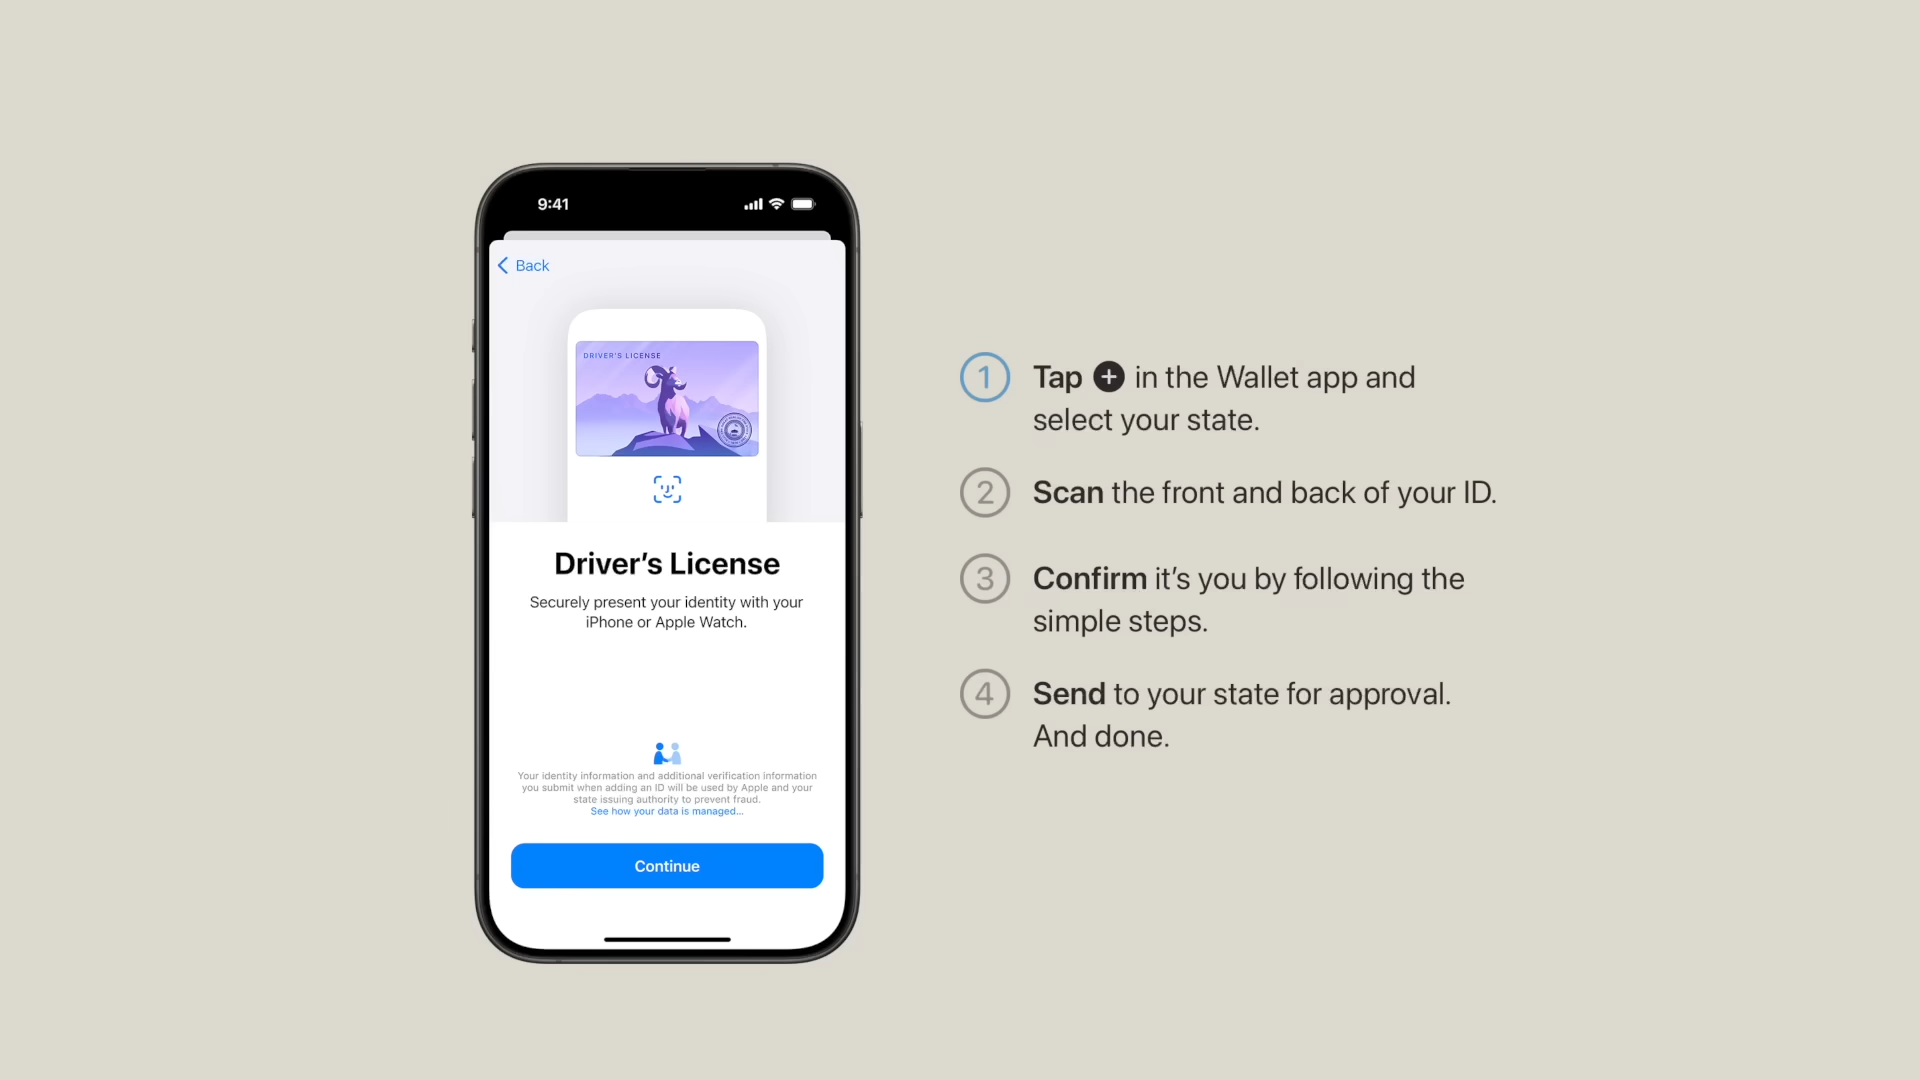 9:41
Back
DRIVER'S LICENSE
Driver’s License
Securely present your identity with your
iPhone or Apple Watch.
Your identity information and additional verification information
you submit when adding an ID will be used by Apple and your
state issuing authority to prevent fraud.
See how your data is managed...
Continue
1 Tap + in the Wallet app and
select your state.
2 Scan the front and back of your ID.
3 Confirm it’s you by following the
simple steps.
4 Send to your state for approval.
And done.